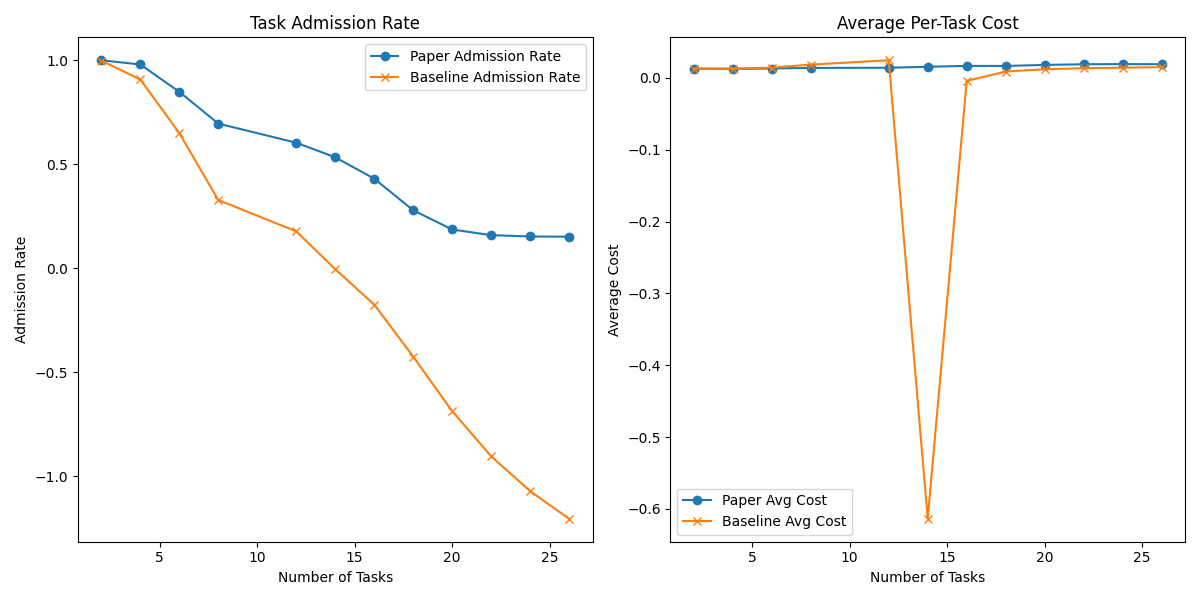 Task Admission Rate
Paper Admission Rate
Baseline Admission Rate
1.0
0.5
0.0
−0.5
−1.0
Admission Rate
5
10
15
20
25
Number of Tasks
Average Per-Task Cost
0.0
−0.1
−0.2
−0.3
−0.4
−0.5
−0.6
Average Cost
Paper Avg Cost
Baseline Avg Cost
5
10
15
20
25
Number of Tasks